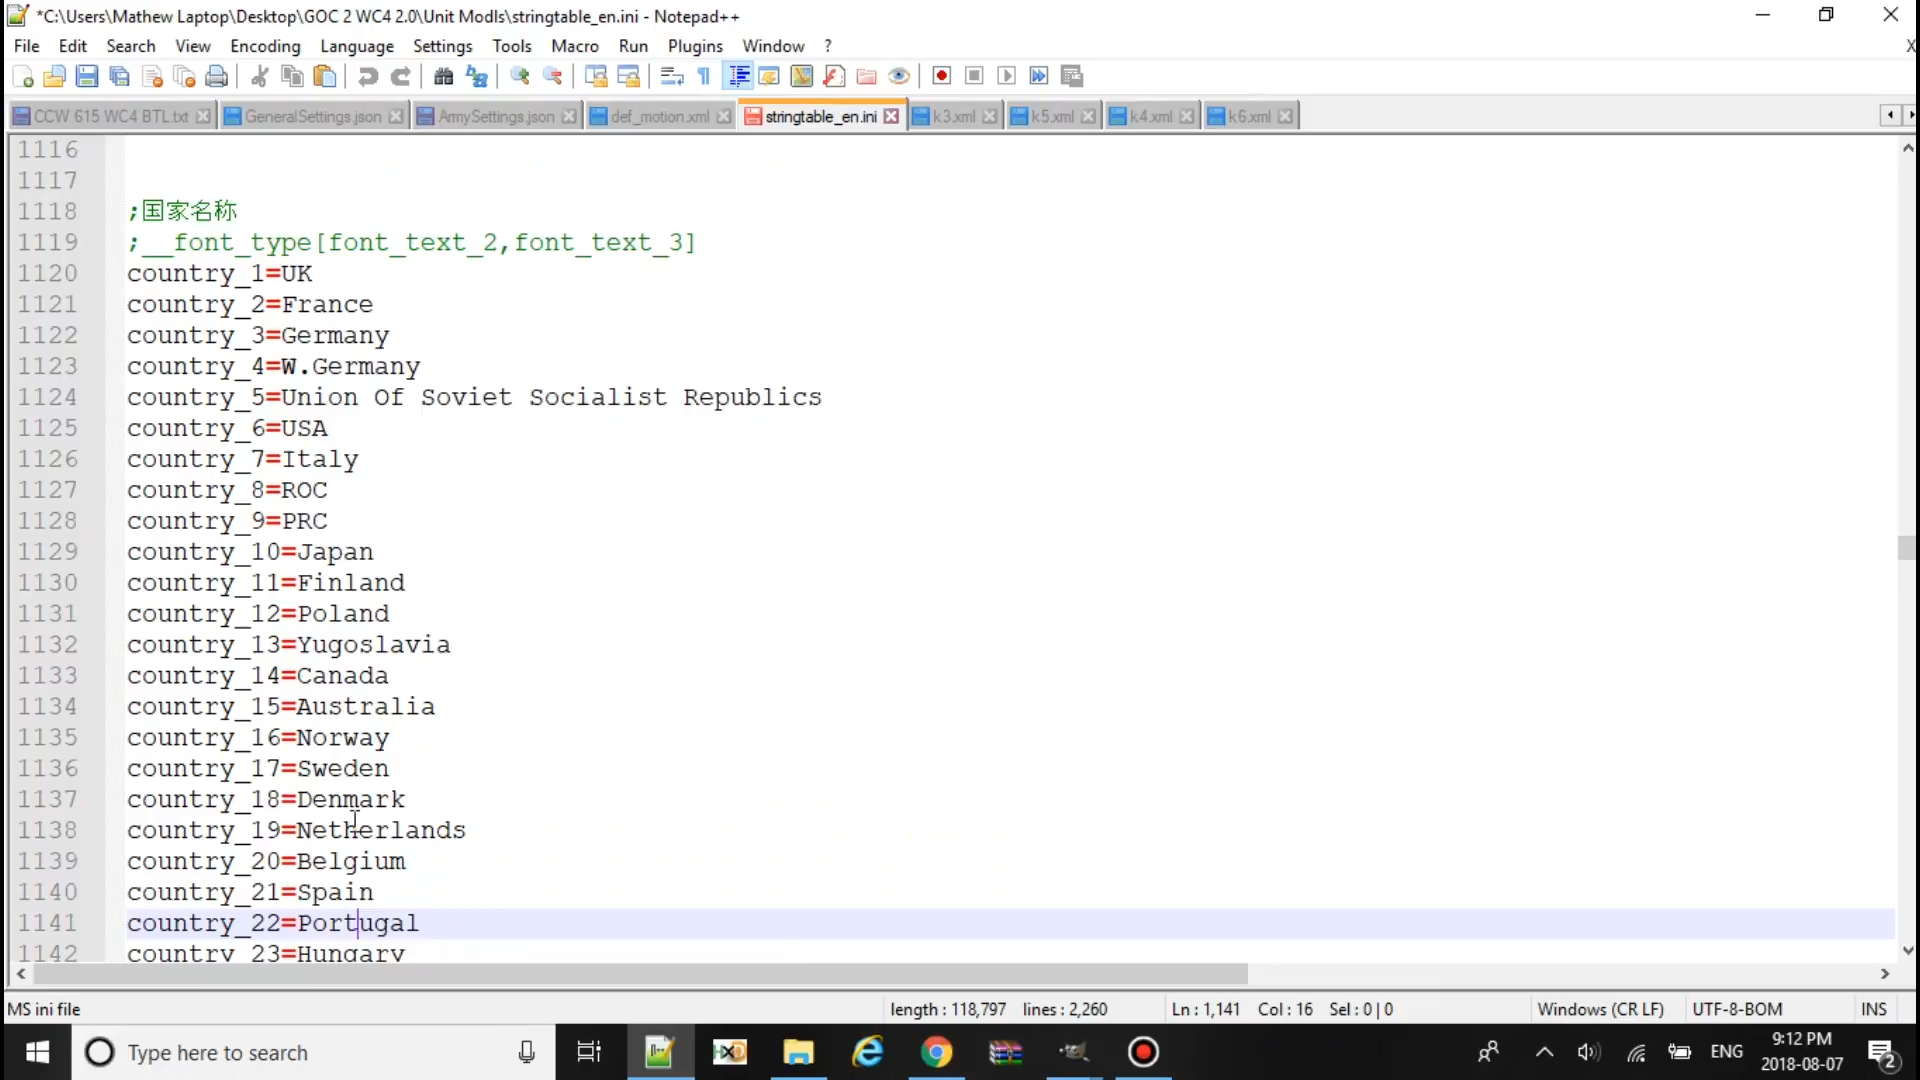 *C:\Users\Mathew Laptop\Desktop\GOC 2 WC4 2.0\Unit Modls\stringtable_en.ini - Notepad++
File Edit Search View Encoding Language Settings Tools Macro Run Plugins Window ? X
CCW 615 WC4 BTL.txt GeneralSettings.json ArmySettings.json def_motion.xml stringtable_en.ini k3.xml k5.xml k4.xml k6.xml
1116
1117
1118 ;国家名称
1119 ;__font_type[font_text_2,font_text_3]
1120 country_1=UK
1121 country_2=France
1122 country_3=Germany
1123 country_4=W.Germany
1124 country_5=Union Of Soviet Socialist Republics
1125 country_6=USA
1126 country_7=Italy
1127 country_8=ROC
1128 country_9=PRC
1129 country_10=Japan
1130 country_11=Finland
1131 country_12=Poland
1132 country_13=Yugoslavia
1133 country_14=Canada
1134 country_15=Australia
1135 country_16=Norway
1136 country_17=Sweden
1137 country_18=Denmark
1138 country_19=Netherlands
1139 country_20=Belgium
1140 country_21=Spain
1141 country_22=Portugal
1142 country_23=Hungary
MS ini file length : 118,797 lines : 2,260 Ln : 1,141 Col : 16 Sel : 0 | 0 Windows (CR LF) UTF-8-BOM INS
Type here to search ENG 9:12 PM
2018-08-07 2